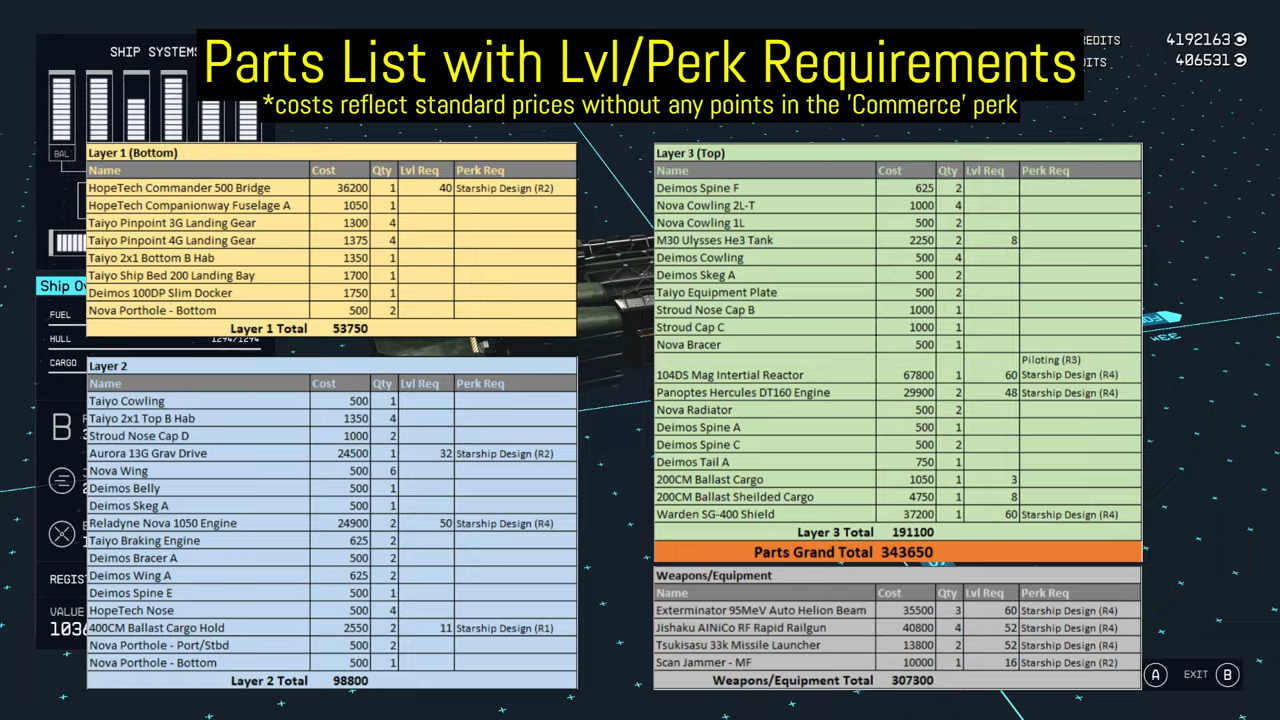 SHIP SYSTEMS
Parts List with Lvl/Perk Requirements
*costs reflect standard prices without any points in the 'Commerce' perk
4192163
406531
BAL
Ship
FUEL
HULL 1294/1294
CARGO
B
VALUE
Layer 1 (Bottom)
Name Cost Qty Lvl Req Perk Req
HopeTech Commander 500 Bridge 36200 1 40 Starship Design (R2)
HopeTech Companionway Fuselage A 1050 1
Taiyo Pinpoint 3G Landing Gear 1300 4
Taiyo Pinpoint 4G Landing Gear 1375 4
Taiyo 2x1 Bottom B Hab 1350 1
Taiyo Ship Bed 200 Landing Bay 1700 1
Deimos 100DP Slim Docker 1750 1
Nova Porthole - Bottom 500 2
Layer 1 Total 53750
Layer 2
Name Cost Qty Lvl Req Perk Req
Taiyo Cowling 500 1
Taiyo 2x1 Top B Hab 1350 4
Stroud Nose Cap D 1000 2
Aurora 13G Grav Drive 24500 1 32 Starship Design (R2)
Nova Wing 500 6
Deimos Belly 500 1
Deimos Skeg A 500 1
Reladyne Nova 1050 Engine 24900 2 50 Starship Design (R4)
Taiyo Braking Engine 625 2
Deimos Bracer A 500 2
Deimos Wing A 625 2
Deimos Spine E 500 1
HopeTech Nose 500 4
400CM Ballast Cargo Hold 2550 2 11 Starship Design (R1)
Nova Porthole - Port/Stbd 500 2
Nova Porthole - Bottom 500 1
Layer 2 Total 98800
Layer 3 (Top)
Name Cost Qty Lvl Req Perk Req
Deimos Spine F 625 2
Nova Cowling 2L-T 1000 4
Nova Cowling 1L 500 2
M30 Ulysses He3 Tank 2250 2 8
Deimos Cowling 500 4
Deimos Skeg A 500 2
Taiyo Equipment Plate 500 2
Stroud Nose Cap B 1000 1
Stroud Cap C 1000 1
Nova Bracer 500 1
Piloting (R3)
104DS Mag Intertial Reactor 67800 1 60 Starship Design (R4)
Panoptes Hercules DT160 Engine 29900 2 48 Starship Design (R4)
Nova Radiator 500 2
Deimos Spine A 500 1
Deimos Spine C 500 2
Deimos Tail A 750 1
200CM Ballast Cargo 1050 1 3
200CM Ballast Sheilded Cargo 4750 1 8
Warden SG-400 Shield 37200 1 60 Starship Design (R4)
Layer 3 Total 191100
Parts Grand Total 343650
Weapons/Equipment
Name Cost Qty Lvl Req Perk Req
Exterminator 95MeV Auto Helion Beam 35500 3 60 Starship Design (R4)
Jishaku AINiCo RF Rapid Railgun 40800 4 52 Starship Design (R4)
Tsukisasu 33k Missile Launcher 13800 2 52 Starship Design (R4)
Scan Jammer - MF 10000 1 16 Starship Design (R2)
Weapons/Equipment Total 307300
A EXIT B